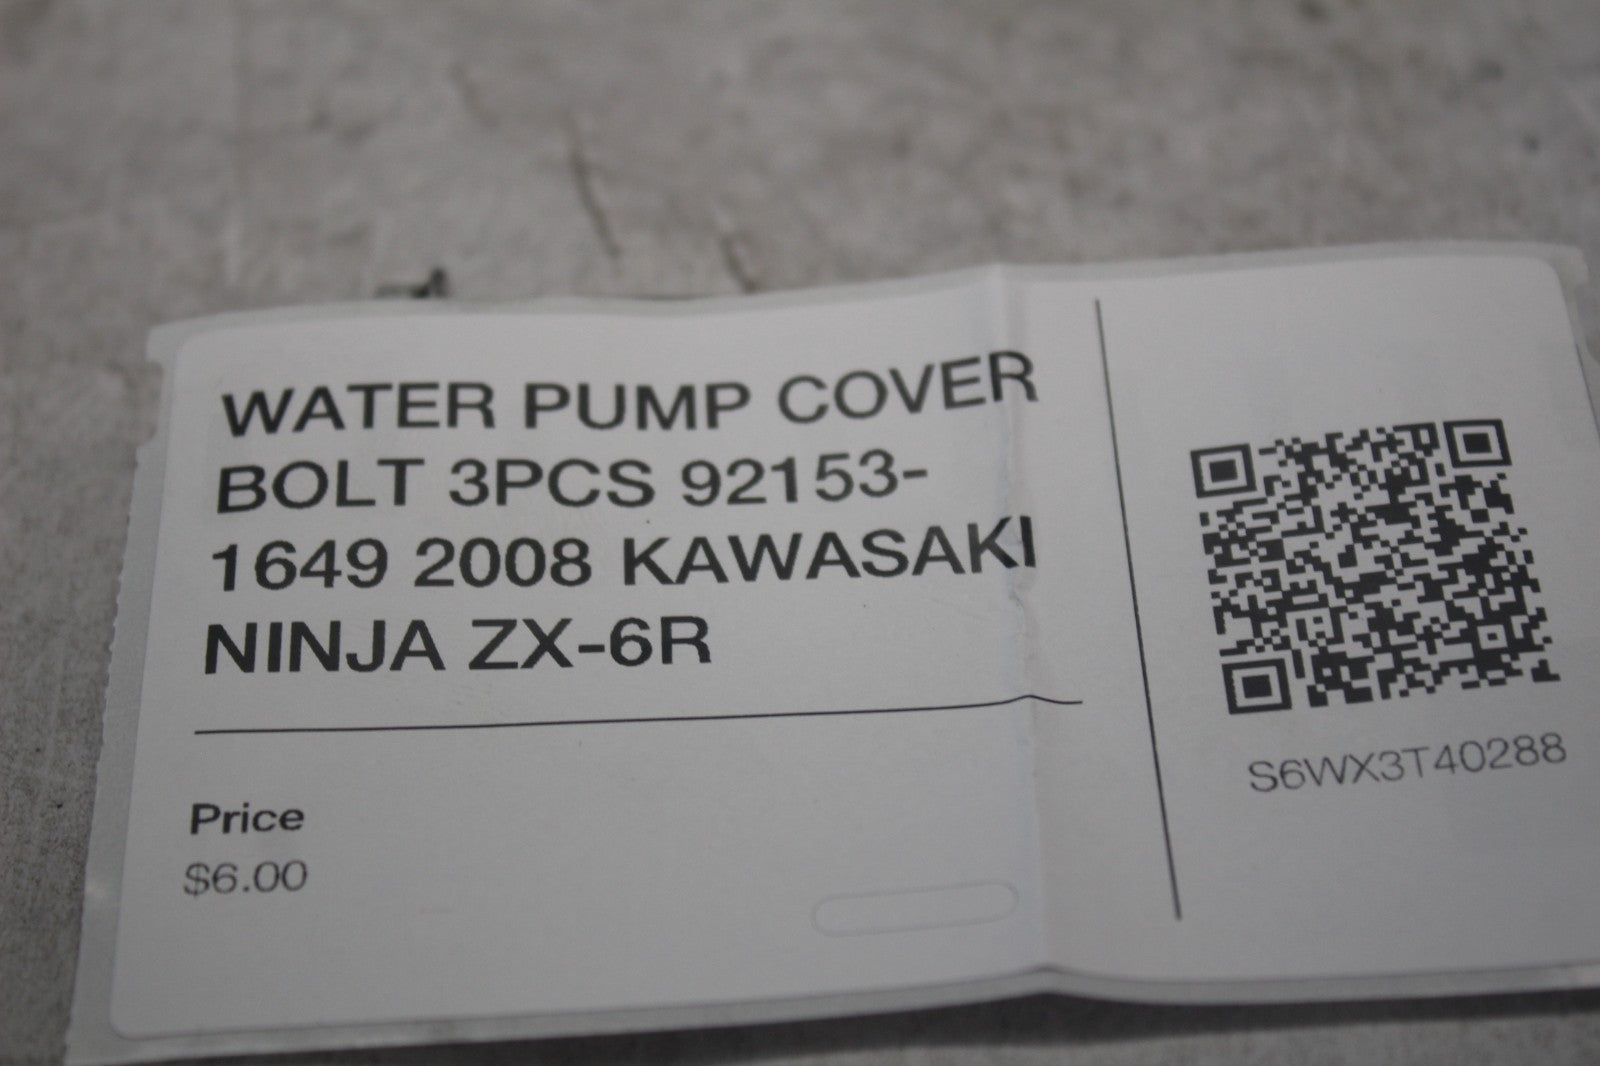 WATER PUMP COVER
BOLT 3PCS 92153-
1649 2008 KAWASAKI
NINJA ZX-6R
Price
$6.00
S6WX3T40288